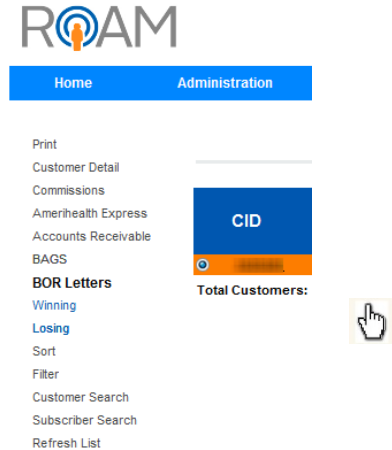 ROAM
Home Administration
Print
Customer Detail
Commissions
Amerihealth Express
Accounts Receivable
BAGS
BOR Letters
Winning
Losing
Sort
Filter
Customer Search
Subscriber Search
Refresh List
CID
Total Customers: